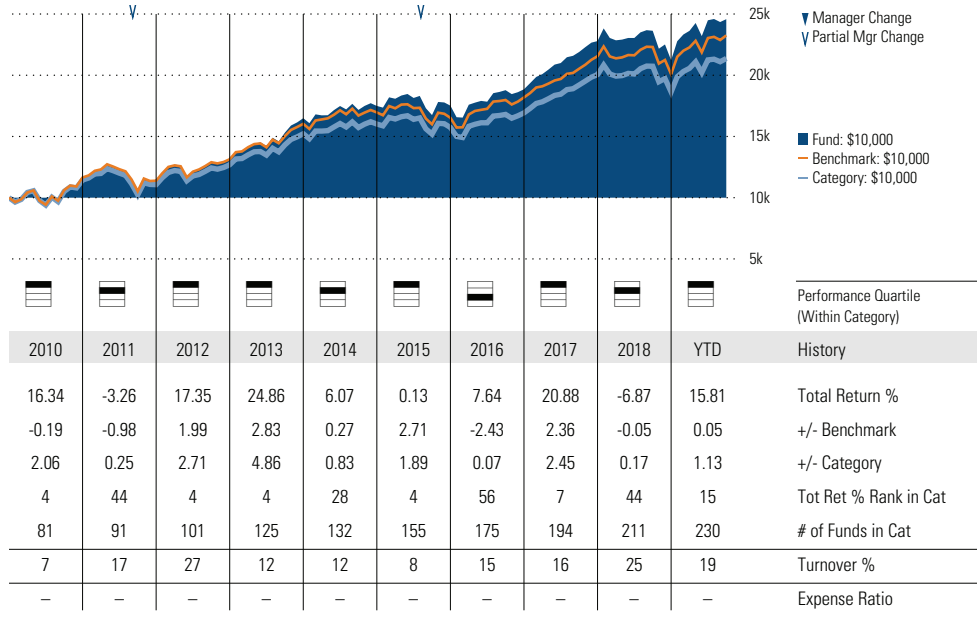 25k
20k
15k
10k
5k
Manager Change
Partial Mgr Change
Fund: $10,000
Benchmark: $10,000
Category: $10,000
Performance Quartile
(Within Category)
2010 2011 2012 2013 2014 2015 2016 2017 2018 YTD History
16.34 -3.26 17.35 24.86 6.07 0.13 7.64 20.88 -6.87 15.81 Total Return %
-0.19 -0.98 1.99 2.83 0.27 2.71 -2.43 2.36 -0.05 0.05 +/- Benchmark
2.06 0.25 2.71 4.86 0.83 1.89 0.07 2.45 0.17 1.13 +/- Category
4 44 4 4 28 4 56 7 44 15 Tot Ret % Rank in Cat
81 91 101 125 132 155 175 194 211 230 # of Funds in Cat
7 17 27 12 12 8 15 16 25 19 Turnover %
– – – – – – – – – – Expense Ratio